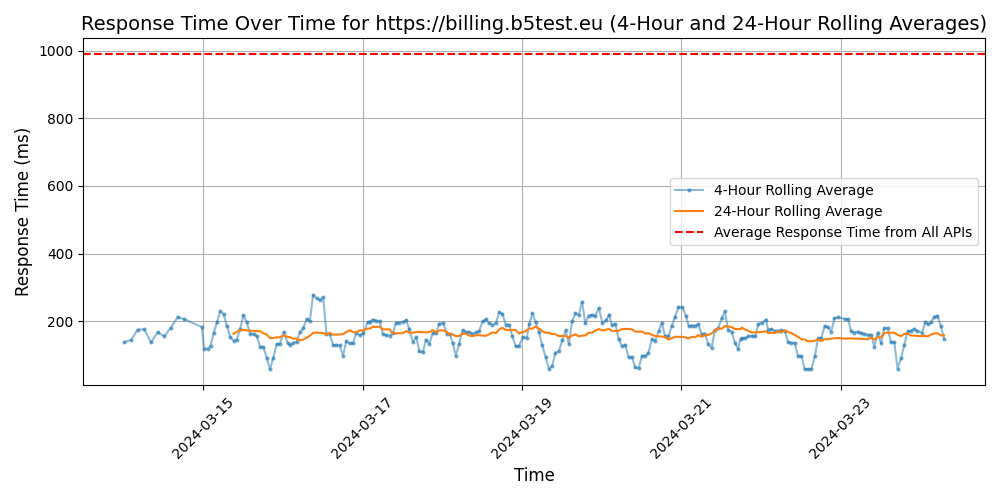 Response Time Over Time for https://billing.b5test.eu (4-Hour and 24-Hour Rolling Averages)
Response Time (ms)
1000
800
600
400
200
4-Hour Rolling Average
24-Hour Rolling Average
Average Response Time from All APIs
2024-03-15
2024-03-17
2024-03-19
2024-03-21
2024-03-23
Time